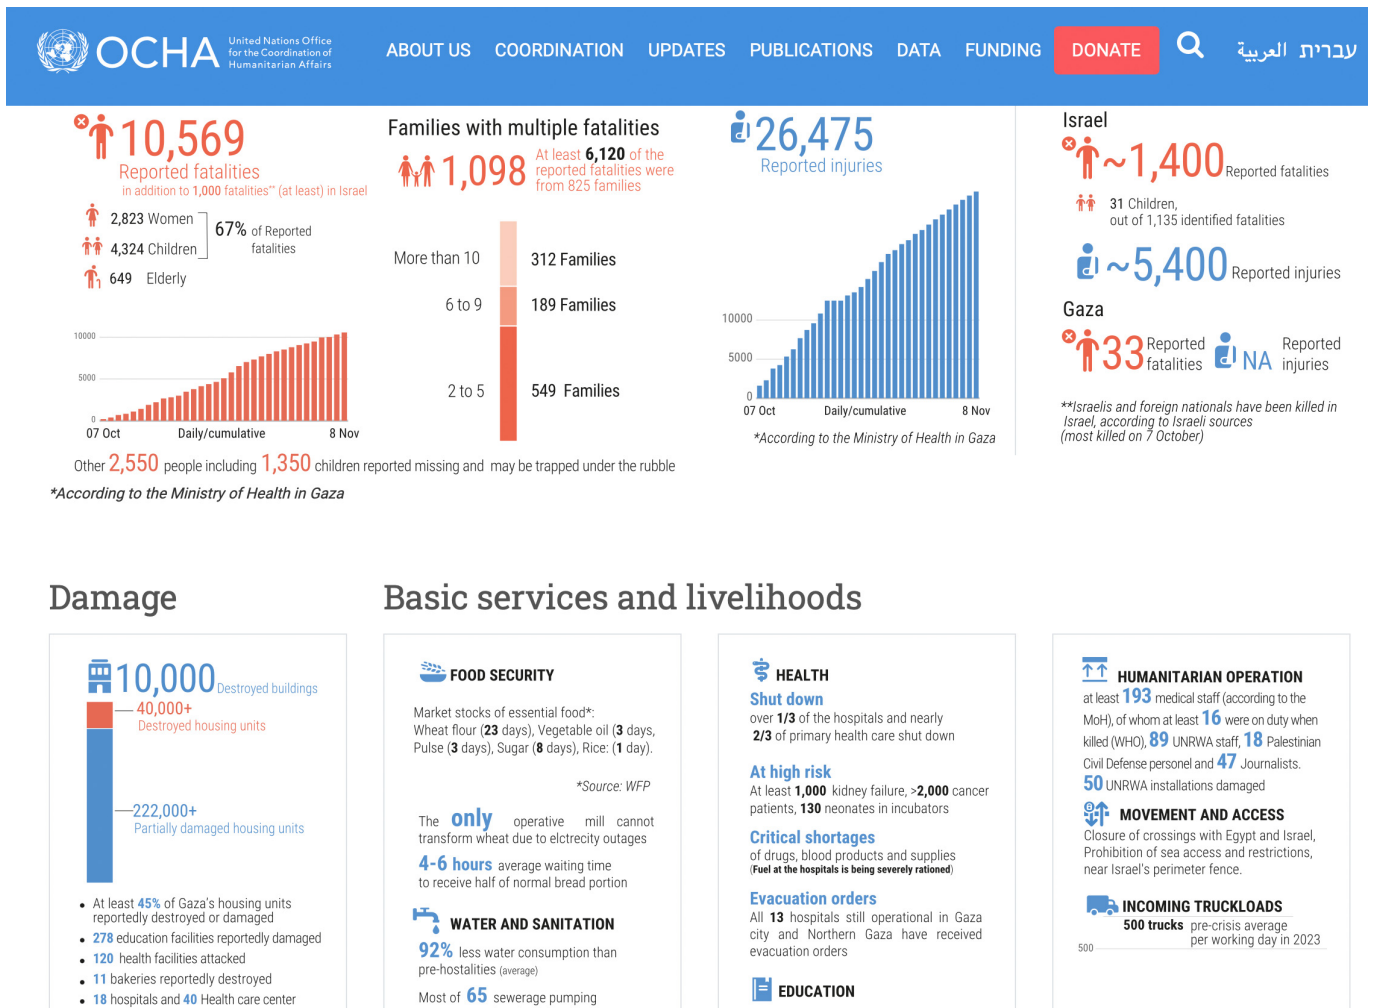 OCHA
United Nations Office
for the Coordination of
Humanitarian Affairs
ABOUT US COORDINATION UPDATES PUBLICATIONS DATA FUNDING DONATE العربية עברית
10,569
Reported fatalities
in addition to 1,000 fatalities** (at least) in Israel
2,823 Women
4,324 Children
67% of Reported
fatalities
649 Elderly
10000
5000
0
07 Oct Daily/cumulative 8 Nov
Families with multiple fatalities
1,098
At least 6,120 of the
reported fatalities were
from 825 families
More than 10 312 Families
6 to 9 189 Families
2 to 5 549 Families
Other 2,550 people including 1,350 children reported missing and may be trapped under the rubble
*According to the Ministry of Health in Gaza
26,475
Reported injuries
10000
5000
0
07 Oct Daily/cumulative 8 Nov
*According to the Ministry of Health in Gaza
Israel
~1,400 Reported fatalities
31 Children,
out of 1,135 identified fatalities
~5,400 Reported injuries
Gaza
33 Reported
fatalities
NA Reported
injuries
**Israelis and foreign nationals have been killed in
Israel, according to Israeli sources
(most killed on 7 October)
Damage
10,000 Destroyed buildings
40,000+
Destroyed housing units
222,000+
Partially damaged housing units
• At least 45% of Gaza's housing units
reportedly destroyed or damaged
• 278 education facilities reportedly damaged
• 120 health facilities attacked
• 11 bakeries reportedly destroyed
• 18 hospitals and 40 Health care center
Basic services and livelihoods
FOOD SECURITY
Market stocks of essential food*:
Wheat flour (23 days), Vegetable oil (3 days,
Pulse (3 days), Sugar (8 days), Rice: (1 day).
*Source: WFP
The only operative mill cannot
transform wheat due to elctrecity outages
4-6 hours average waiting time
to receive half of normal bread portion
WATER AND SANITATION
92% less water consumption than
pre-hostalities (average)
Most of 65 sewerage pumping
HEALTH
Shut down
over 1/3 of the hospitals and nearly
2/3 of primary health care shut down
At high risk
At least 1,000 kidney failure, >2,000 cancer
patients, 130 neonates in incubators
Critical shortages
of drugs, blood products and supplies
(Fuel at the hospitals is being severely rationed)
Evacuation orders
All 13 hospitals still operational in Gaza
city and Northern Gaza have received
evacuation orders
EDUCATION
HUMANITARIAN OPERATION
at least 193 medical staff (according to the
MoH), of whom at least 16 were on duty when
killed (WHO), 89 UNRWA staff, 18 Palestinian
Civil Defense personel and 47 Journalists.
50 UNRWA installations damaged
MOVEMENT AND ACCESS
Closure of crossings with Egypt and Israel,
Prohibition of sea access and restrictions,
near Israel's perimeter fence.
INCOMING TRUCKLOADS
500 trucks pre-crisis average
per working day in 2023
500